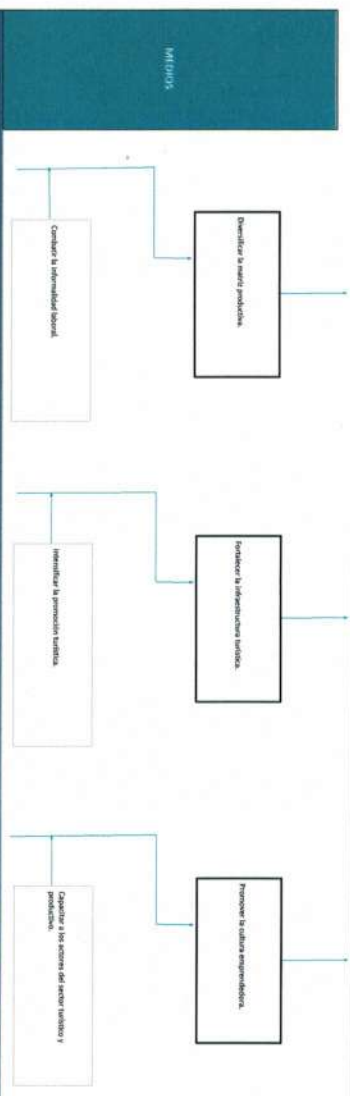 MEDIOS
Diversificar la matriz productiva.
Fortalecer la infraestructura turística.
Promover la cultura emprendedora.
Combatir la informalidad laboral.
Intensificar la promoción turística.
Capacitar a los actores del sector turístico y
productivo.